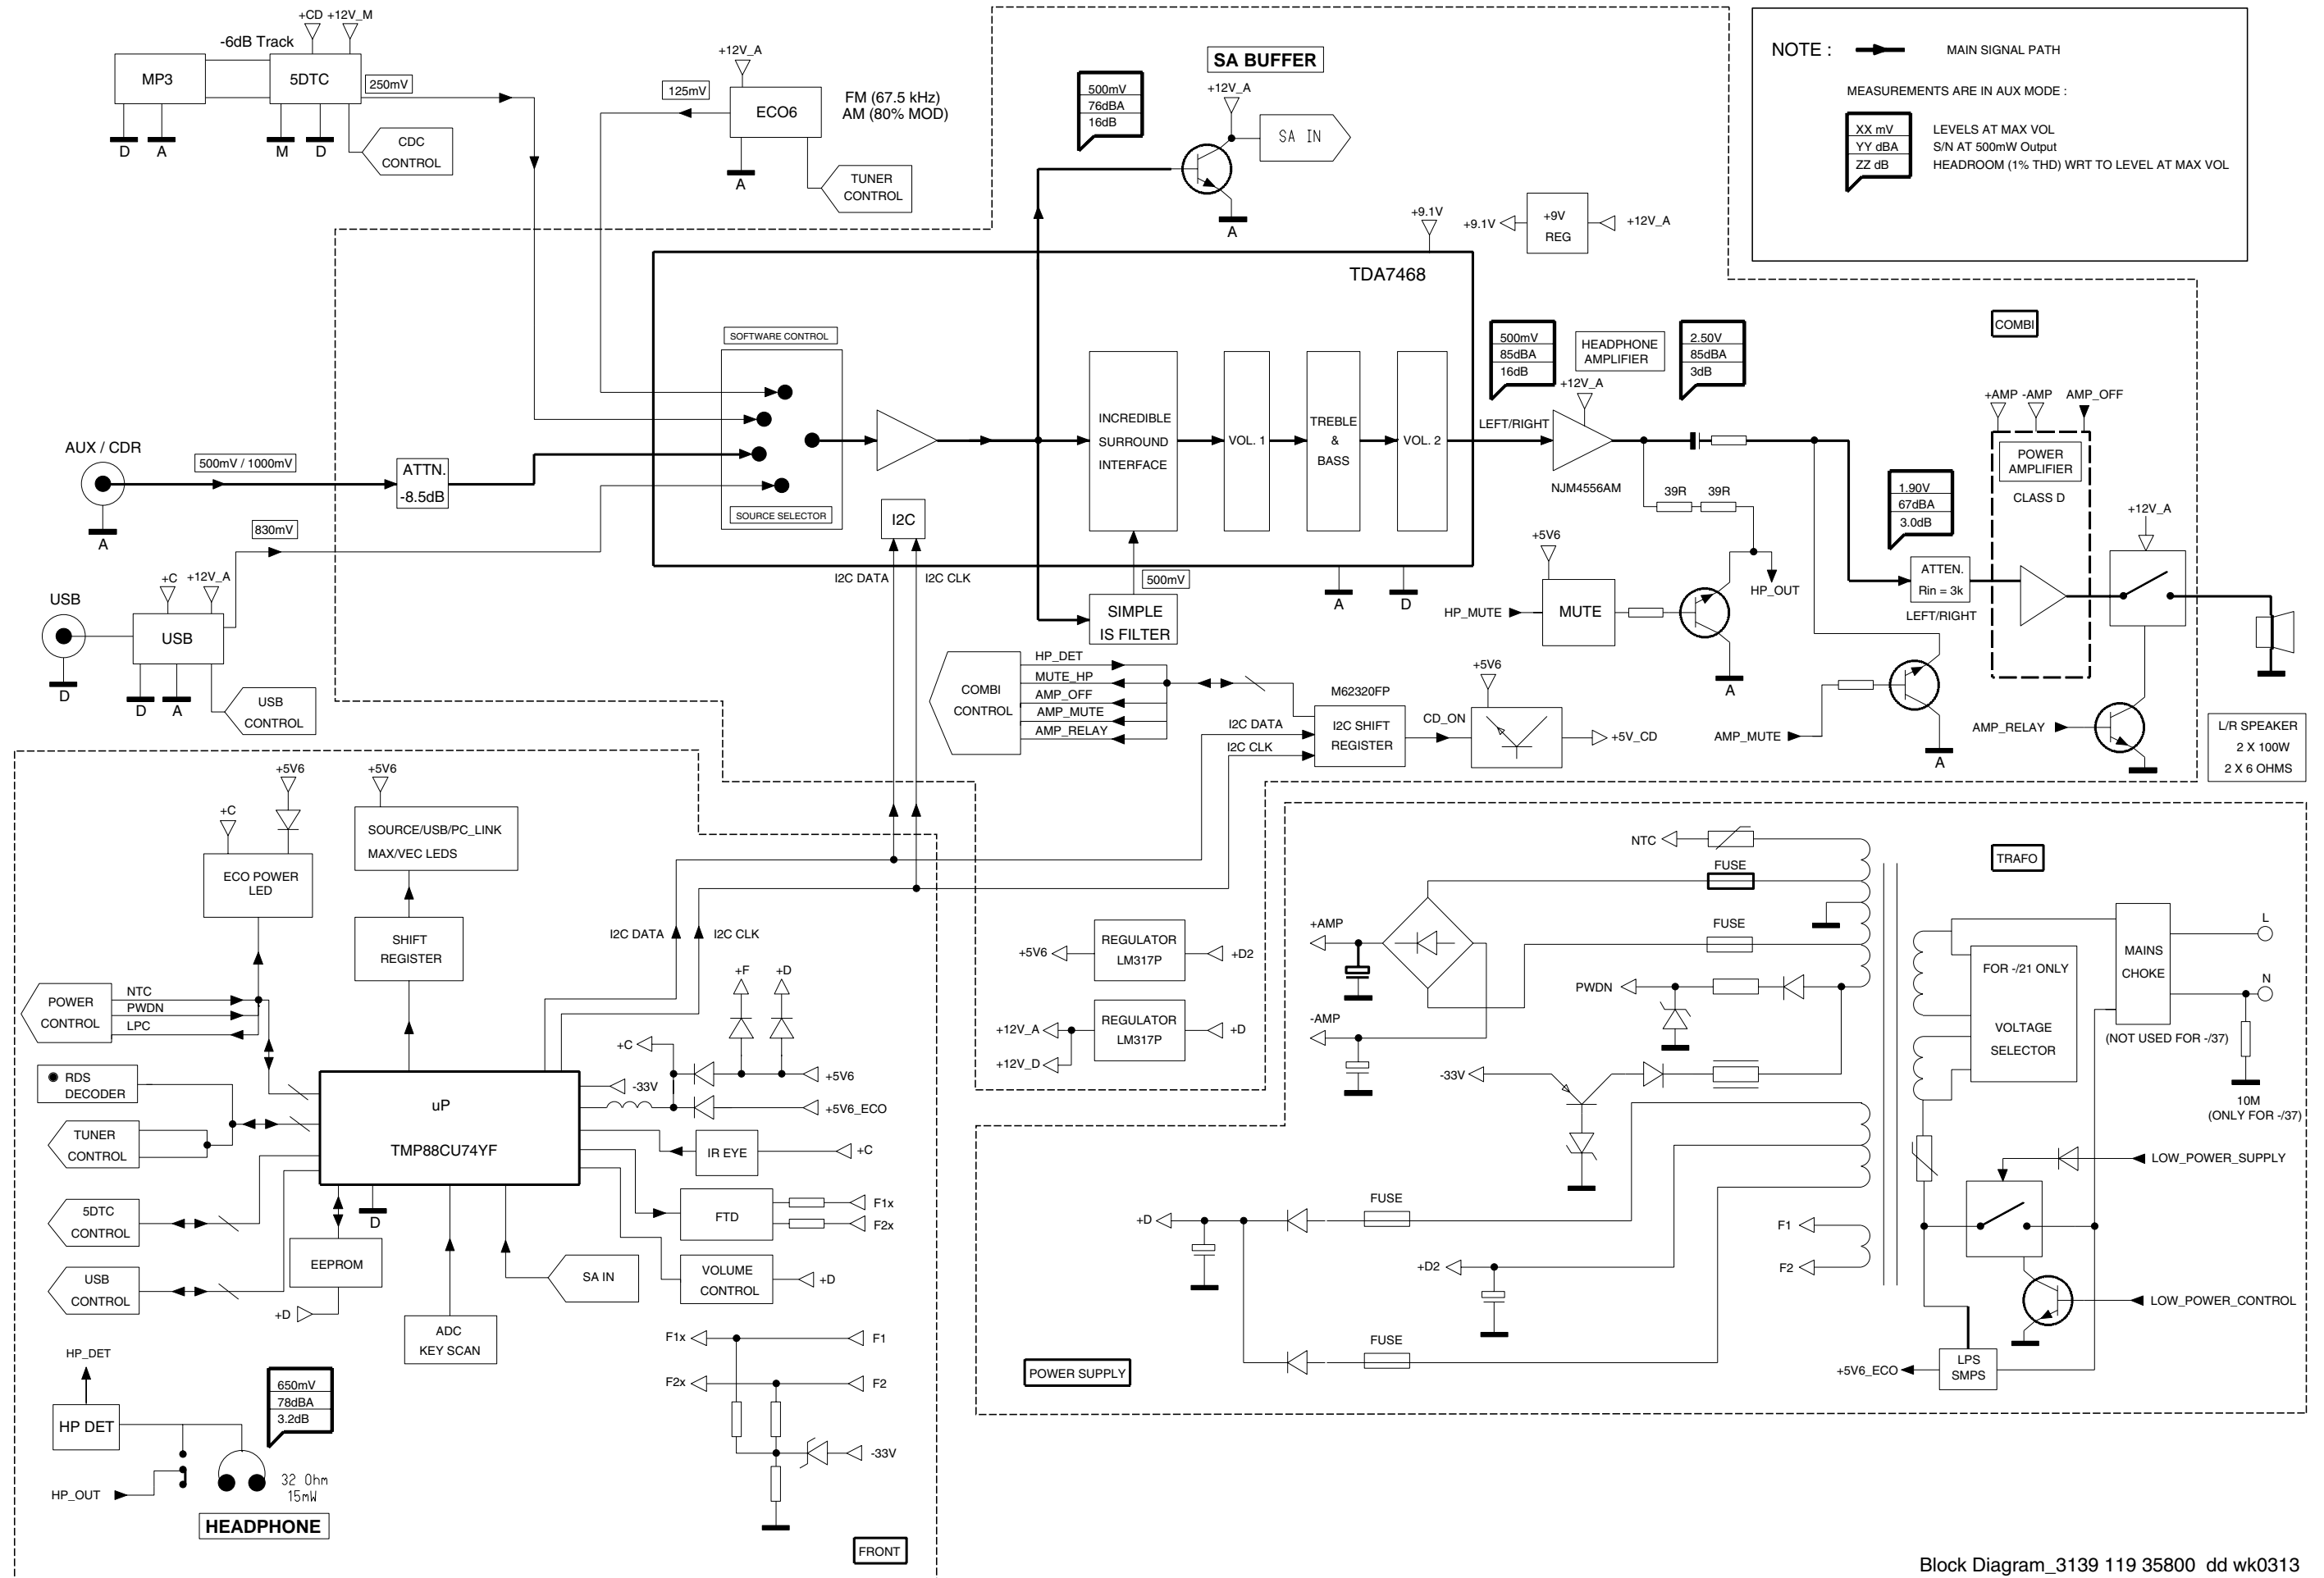 +CD
+12V_M
-6dB Track
MP3
5DTC
250mV
D
A
M
D
CDC
CONTROL
+12V_A
125mV
ECO6
FM (67.5 kHz)
AM (80% MOD)
A
TUNER
CONTROL
SA BUFFER
500mV
76dBA
16dB
+12V_A
SA IN
A
NOTE :
MAIN SIGNAL PATH
MEASUREMENTS ARE IN AUX MODE :
XX mV
LEVELS AT MAX VOL
YY dBA
S/N AT 500mW Output
ZZ dB
HEADROOM (1% THD) WRT TO LEVEL AT MAX VOL
+9.1V
+9.1V
+9V
REG
+12V_A
TDA7468
SOFTWARE CONTROL
SOURCE SELECTOR
I2C
INCREDIBLE
SURROUND
INTERFACE
VOL. 1
TREBLE
&
BASS
VOL. 2
AUX / CDR
500mV / 1000mV
ATTN.
-8.5dB
A
830mV
USB
+C
+12V_A
USB
D
D
A
USB
CONTROL
I2C DATA
I2C CLK
500mV
SIMPLE
IS FILTER
A
D
500mV
85dBA
16dB
HEADPHONE
AMPLIFIER
2.50V
85dBA
3dB
+12V_A
LEFT/RIGHT
NJM4556AM
39R
39R
COMBI
+AMP
-AMP
AMP_OFF
POWER
AMPLIFIER
CLASS D
1.90V
67dBA
3.0dB
+12V_A
ATTEN.
Rin = 3k
LEFT/RIGHT
+5V6
HP_MUTE
MUTE
HP_OUT
A
AMP_MUTE
A
AMP_RELAY
L/R SPEAKER
2 X 100W
2 X 6 OHMS
COMBI
CONTROL
HP_DET
MUTE_HP
AMP_OFF
AMP_MUTE
AMP_RELAY
I2C DATA
I2C CLK
M62320FP
I2C SHIFT
REGISTER
CD_ON
+5V6
+5V_CD
+5V6
+5V6
+C
SOURCE/USB/PC_LINK
MAX/VEC LEDS
ECO POWER
LED
SHIFT
REGISTER
I2C DATA
I2C CLK
POWER
CONTROL
NTC
PWDN
LPC
+F
+D
+C
+5V6
-33V
+5V6_ECO
RDS
DECODER
TUNER
CONTROL
uP
TMP88CU74YF
IR EYE
+C
5DTC
CONTROL
D
FTD
F1x
F2x
USB
CONTROL
EEPROM
+D
SA IN
VOLUME
CONTROL
+D
ADC
KEY SCAN
F1x
F1
F2x
F2
-33V
HP_DET
HP DET
650mV
78dBA
3.2dB
HP_OUT
32 Ohm
15mW
HEADPHONE
FRONT
+5V6
REGULATOR
LM317P
+D2
+12V_A
+12V_D
REGULATOR
LM317P
+D
NTC
FUSE
TRAFO
+AMP
FUSE
PWDN
-AMP
-33V
L
MAINS
CHOKE
N
FOR -/21 ONLY
VOLTAGE
SELECTOR
(NOT USED FOR -/37)
10M
(ONLY FOR -/37)
LOW_POWER_SUPPLY
FUSE
+D
F1
+D2
F2
LOW_POWER_CONTROL
FUSE
POWER SUPPLY
+5V6_ECO
LPS
SMPS
Block Diagram_3139 119 35800 dd wk0313